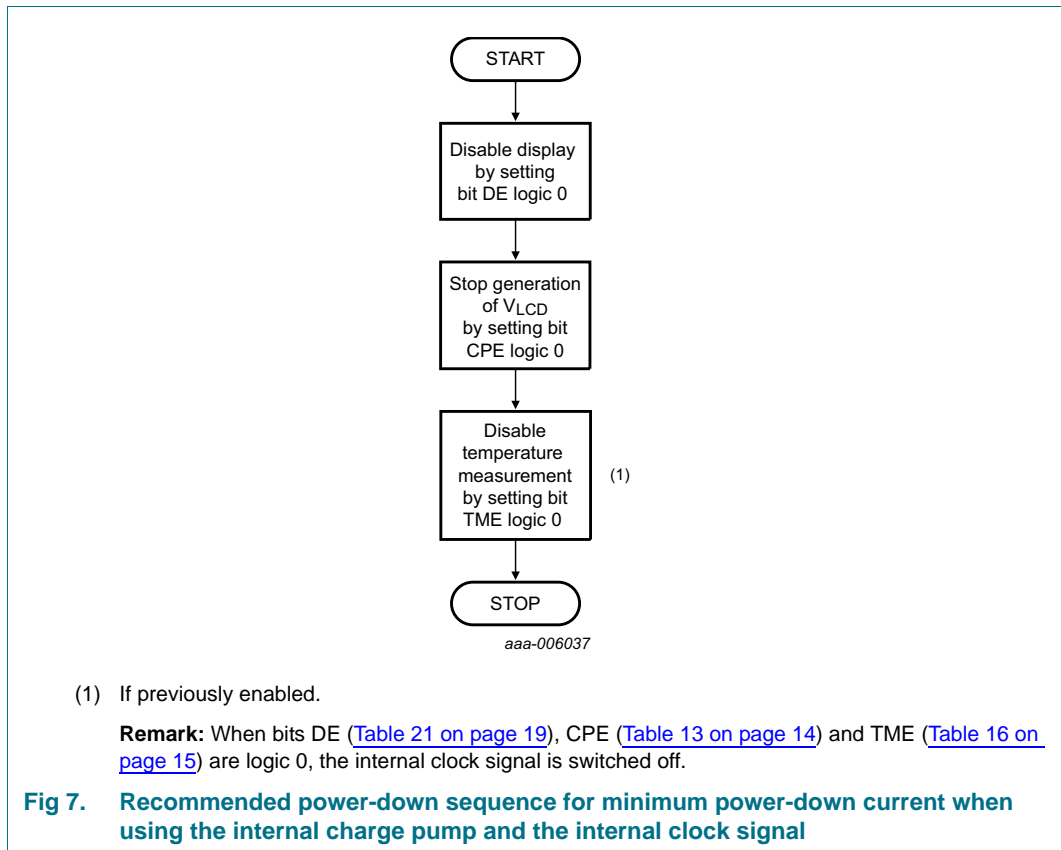 START
Disable display
by setting
bit DE logic 0
Stop generation
of VLCD
by setting bit
CPE logic 0
Disable
temperature
measurement
by setting bit
TME logic 0
(1)
STOP
aaa-006037
(1) If previously enabled.
Remark: When bits DE (Table 21 on page 19), CPE (Table 13 on page 14) and TME (Table 16 on
page 15) are logic 0, the internal clock signal is switched off.
Fig 7. Recommended power-down sequence for minimum power-down current when
using the internal charge pump and the internal clock signal